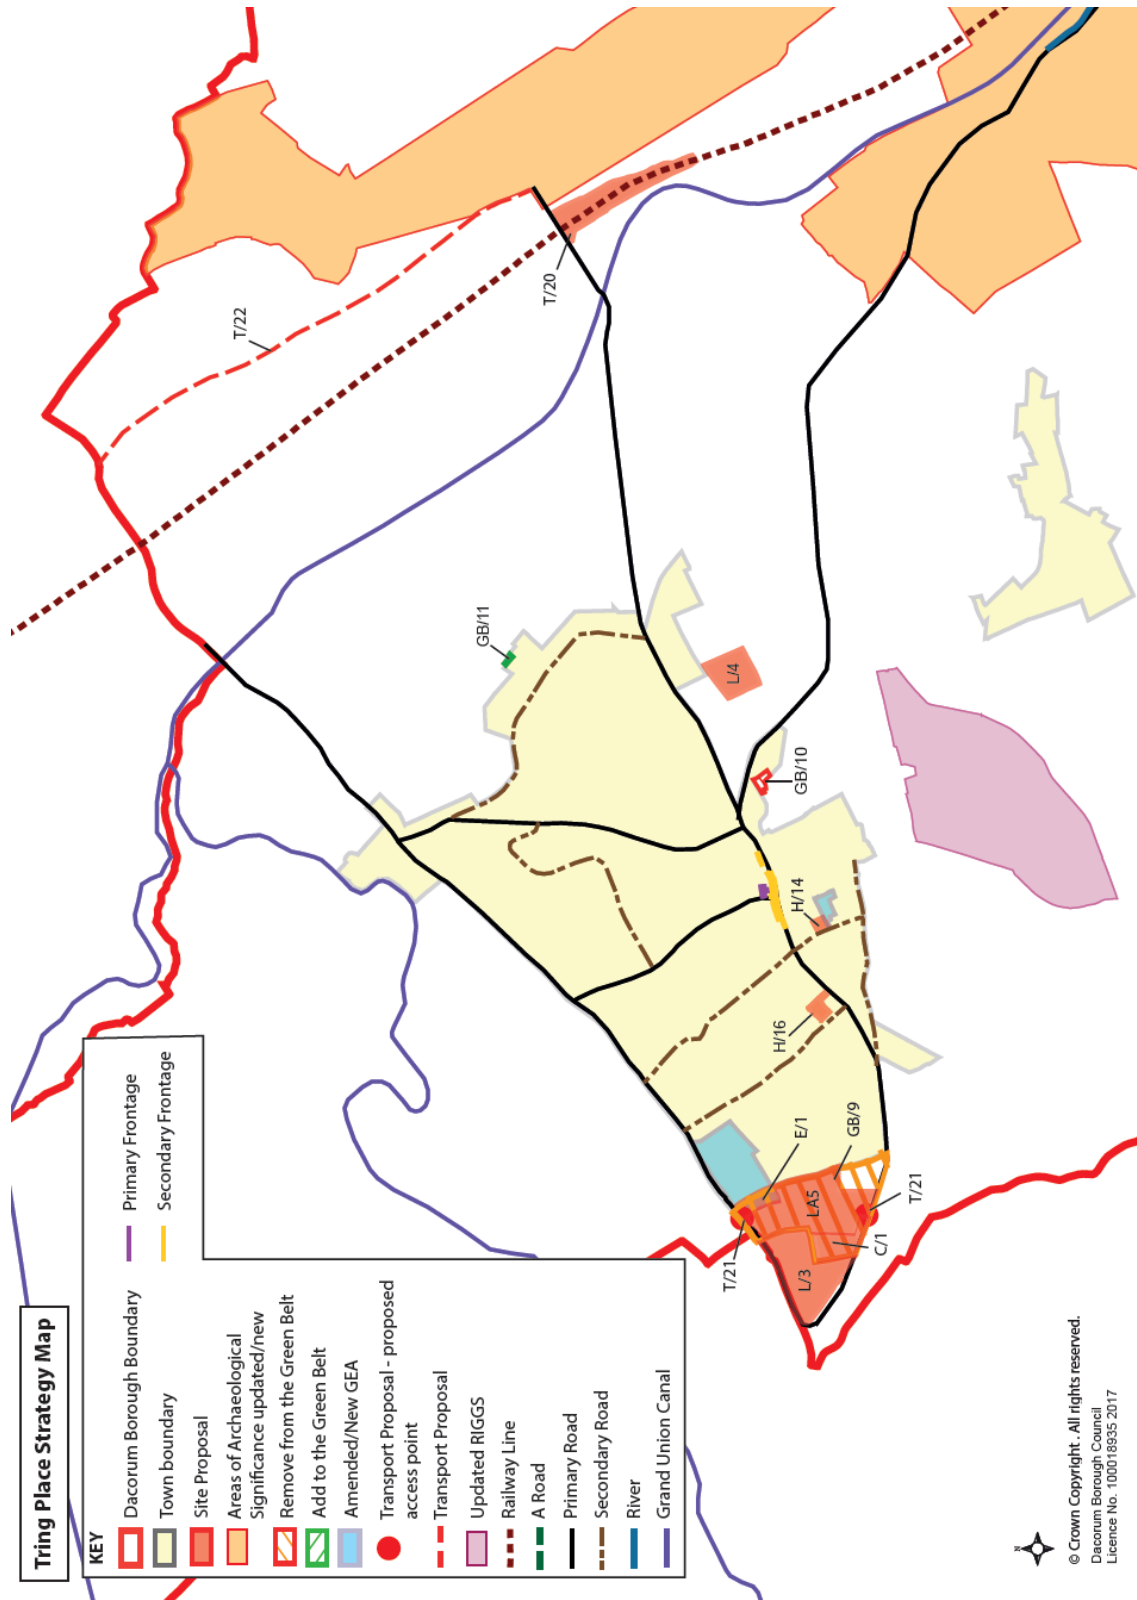 Tring Place Strategy Map
KEY
Dacorum Borough Boundary
Town boundary
Site Proposal
Areas of Archaeological
Significance updated/new
Remove from the Green Belt
Add to the Green Belt
Amended/New GEA
Transport Proposal - proposed
access point
Transport Proposal
Updated RIGGS
Railway Line
A Road
Primary Road
Secondary Road
River
Grand Union Canal
Primary Frontage
Secondary Frontage
T/22
T/20
GB/11
L/4
GB/10
H/14
H/16
E/1
GB/9
LA5
T/21
T/21
C/1
L/3
N
© Crown Copyright. All rights reserved.
Dacorum Borough Council
Licence No. 100018935 2017